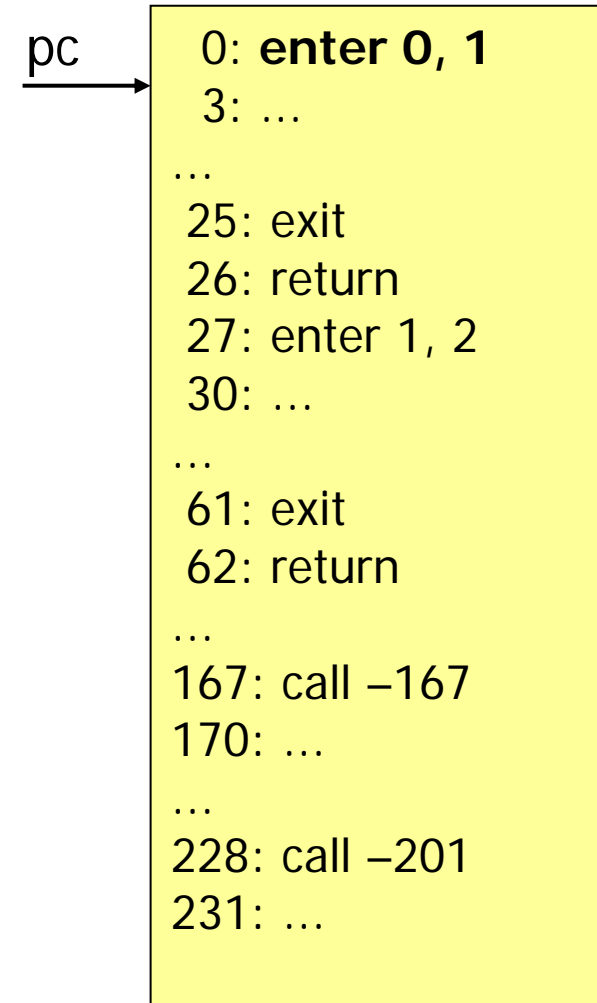 pc
0: enter 0, 1
3: …
…
25: exit
26: return
27: enter 1, 2
30: …
…
61: exit
62: return
…
167: call –167
170: …
…
228: call –201
231: …